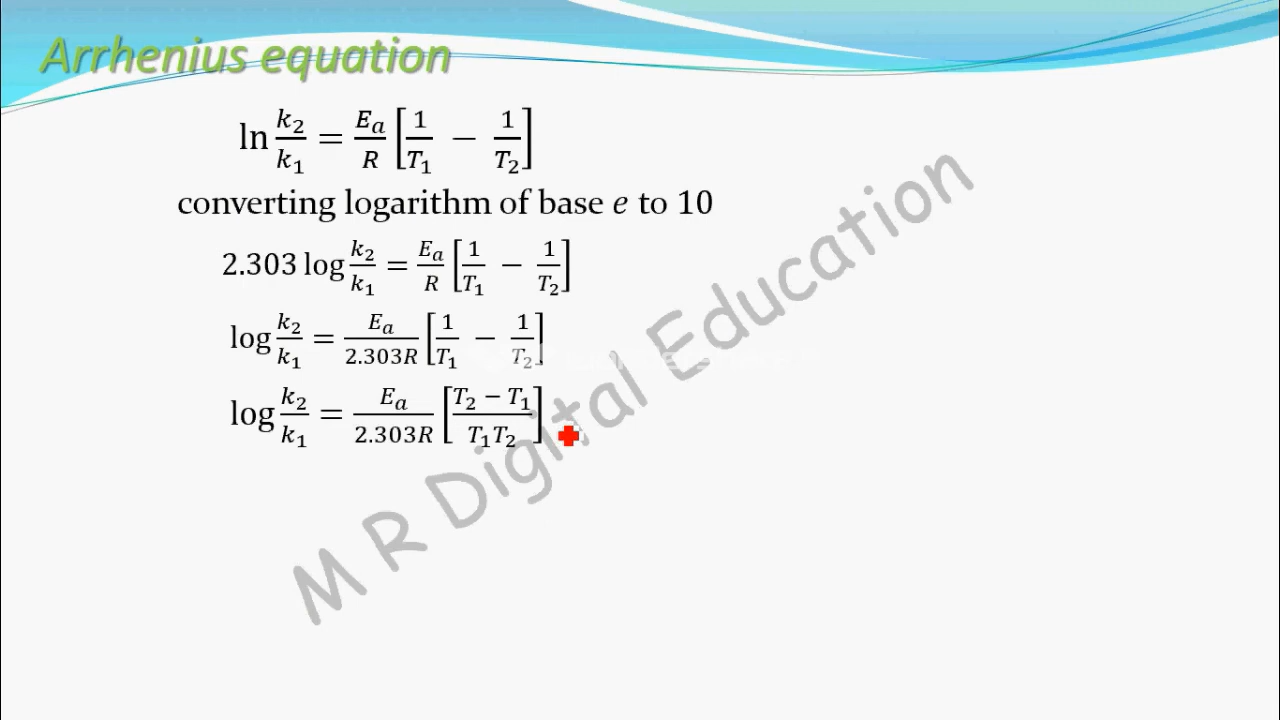 Arrhenius equation
ln k₂/k₁ = Eₐ/R [1/T₁ − 1/T₂]
converting logarithm of base e to 10
2.303 log k₂/k₁ = Eₐ/R [1/T₁ − 1/T₂]
log k₂/k₁ = Eₐ/2.303R [1/T₁ − 1/T₂]
log k₂/k₁ = Eₐ/2.303R [T₂ − T₁/T₁T₂]
M R Digital Education